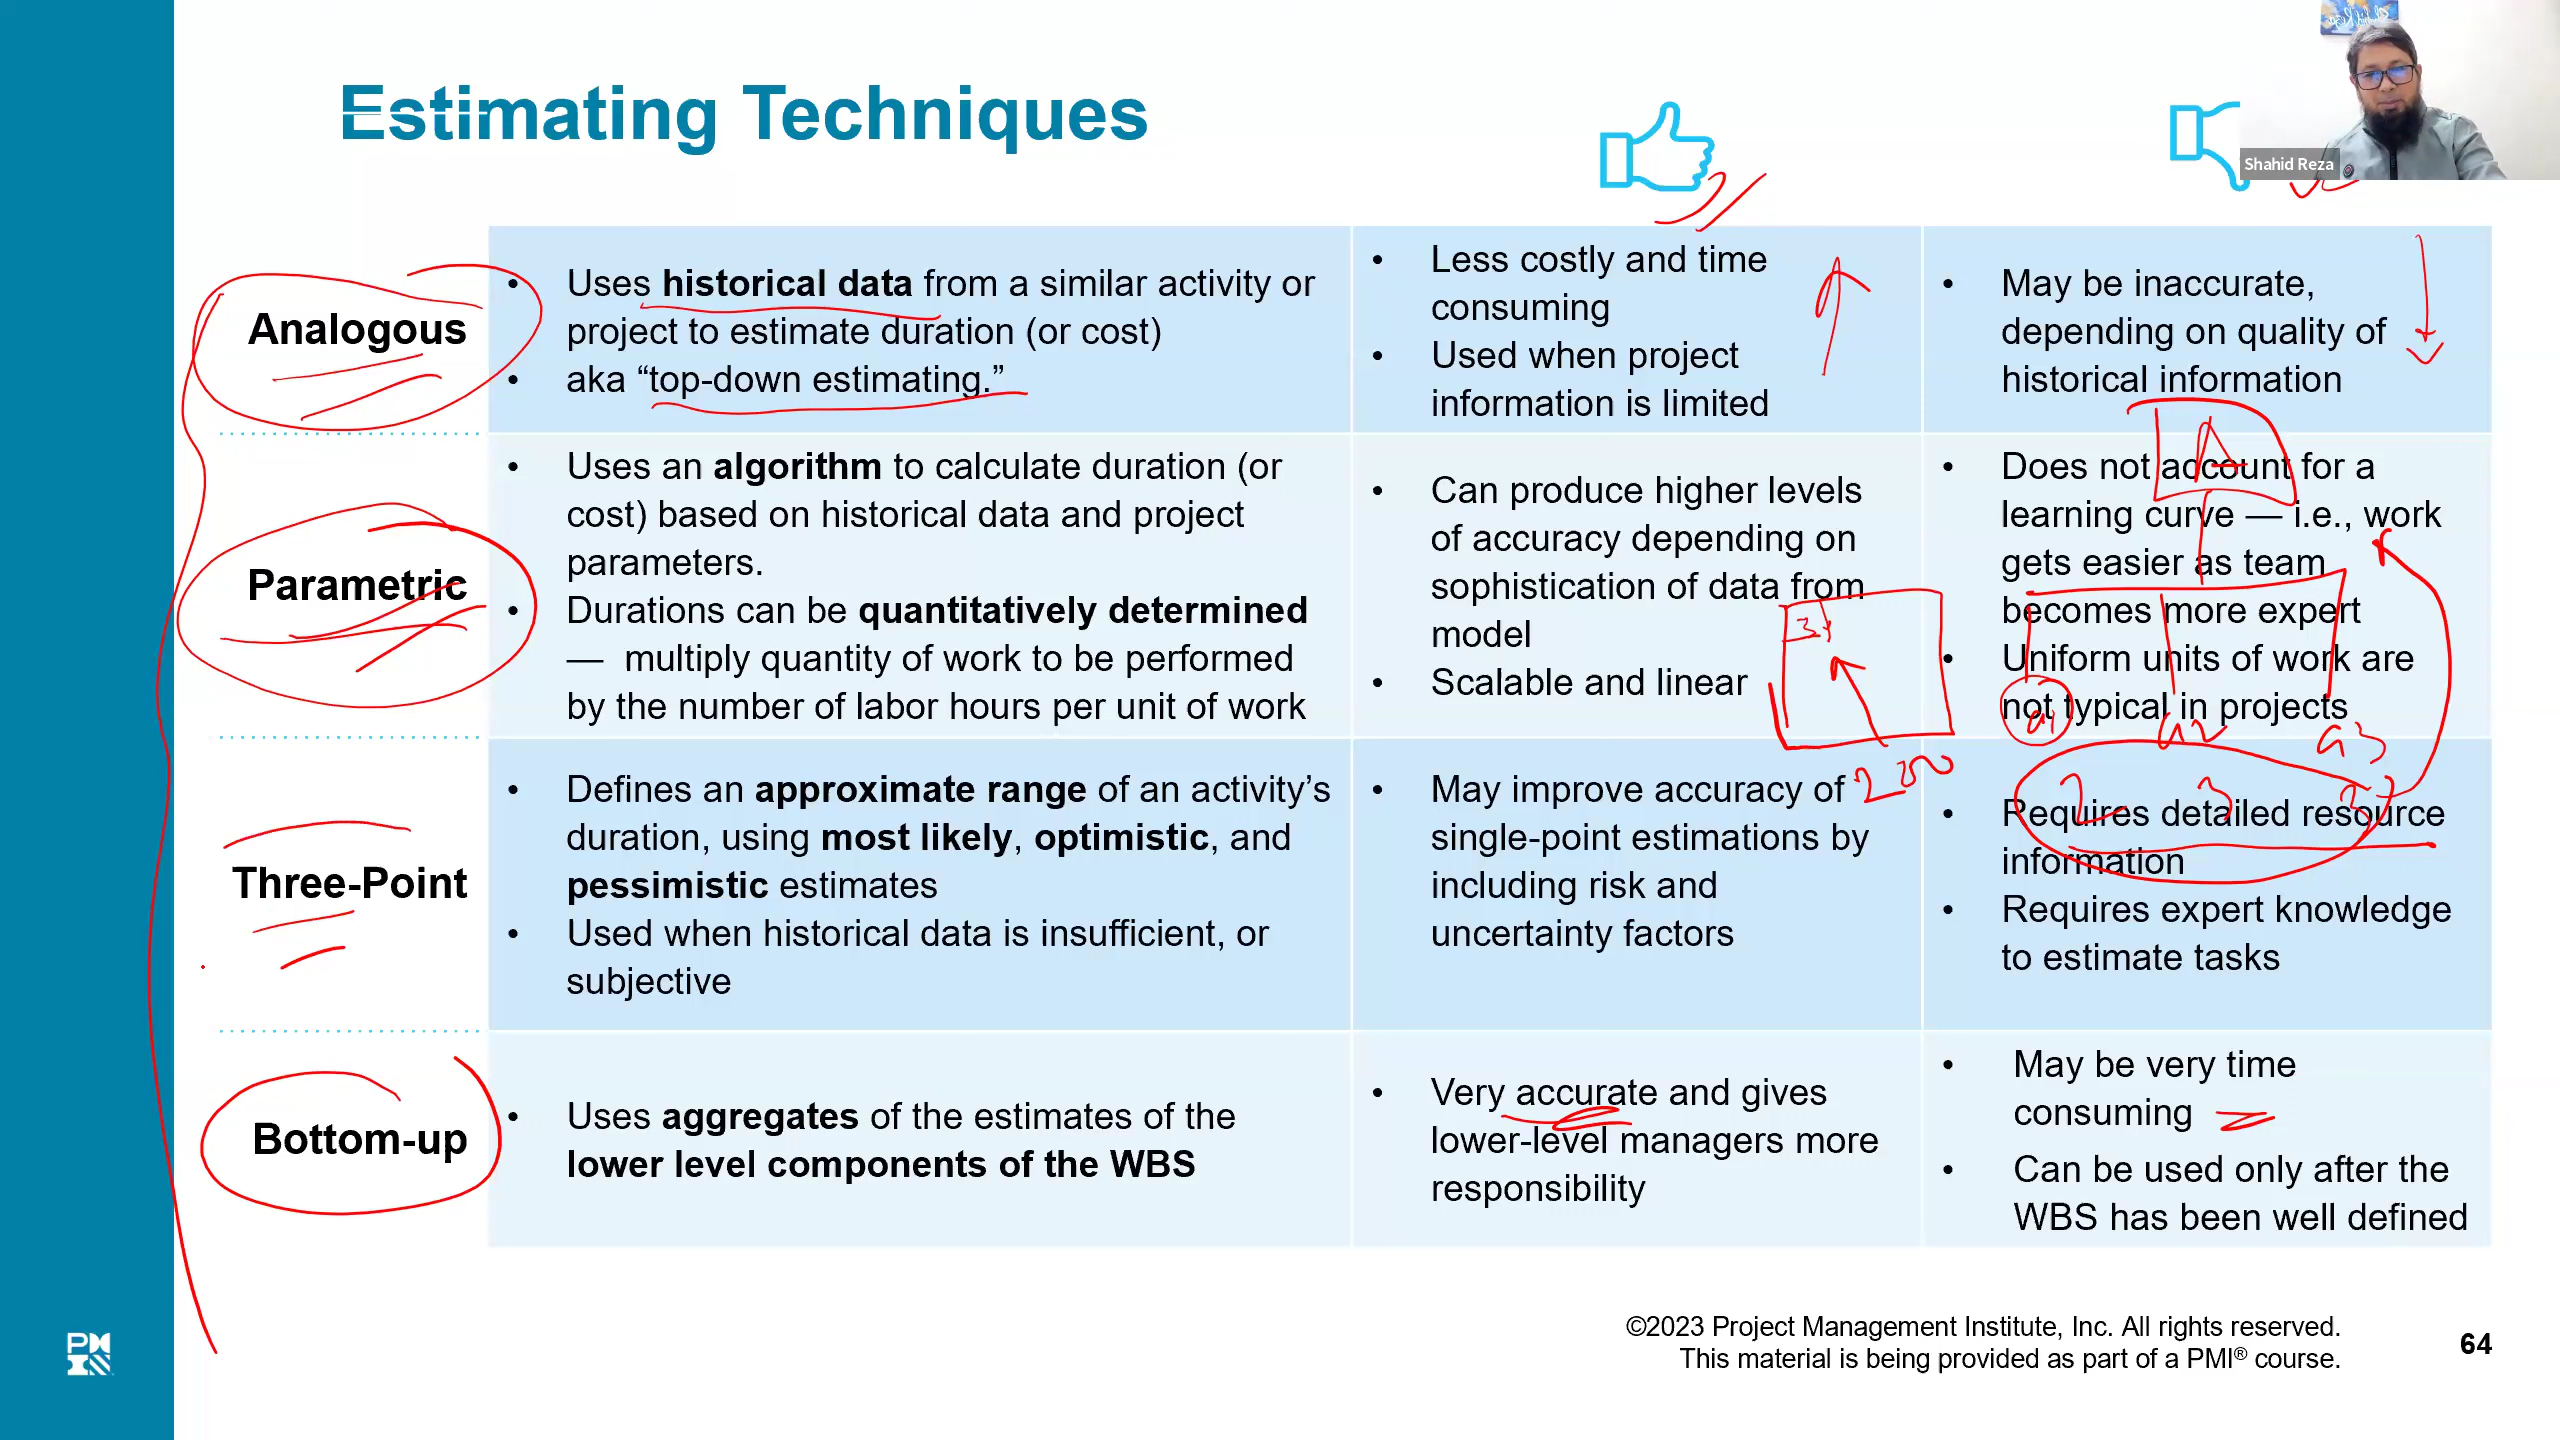 Estimating Techniques
Shahid Reza
Analogous
• Uses historical data from a similar activity or
project to estimate duration (or cost)
• aka “top-down estimating.”
• Less costly and time
consuming
• Used when project
information is limited
• May be inaccurate,
depending on quality of
historical information
Parametric
• Uses an algorithm to calculate duration (or
cost) based on historical data and project
parameters.
• Durations can be quantitatively determined
— multiply quantity of work to be performed
by the number of labor hours per unit of work
• Can produce higher levels
of accuracy depending on
sophistication of data from
model
• Scalable and linear
• Does not account for a
learning curve — i.e., work
gets easier as team
becomes more expert
• Uniform units of work are
not typical in projects
A
a1 a2 a3
2 3 3
Three-Point
• Defines an approximate range of an activity’s
duration, using most likely, optimistic, and
pessimistic estimates
• Used when historical data is insufficient, or
subjective
• May improve accuracy of
single-point estimations by
including risk and
uncertainty factors
• Requires detailed resource
information
• Requires expert knowledge
to estimate tasks
Bottom-up
• Uses aggregates of the estimates of the
lower level components of the WBS
• Very accurate and gives
lower-level managers more
responsibility
• May be very time
consuming
• Can be used only after the
WBS has been well defined
©2023 Project Management Institute, Inc. All rights reserved.
This material is being provided as part of a PMI® course.
64